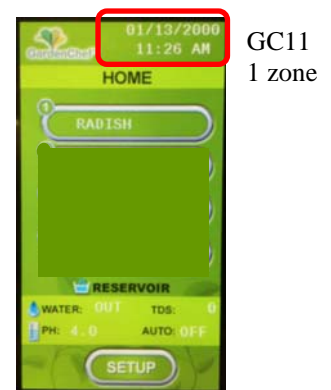 GardenChef
01/13/2000
11:26 AM
HOME
1
RADISH
RESERVOIR
WATER: OUT TDS: 0
PH: 4.0 AUTO: OFF
SETUP
GC11
1 zone